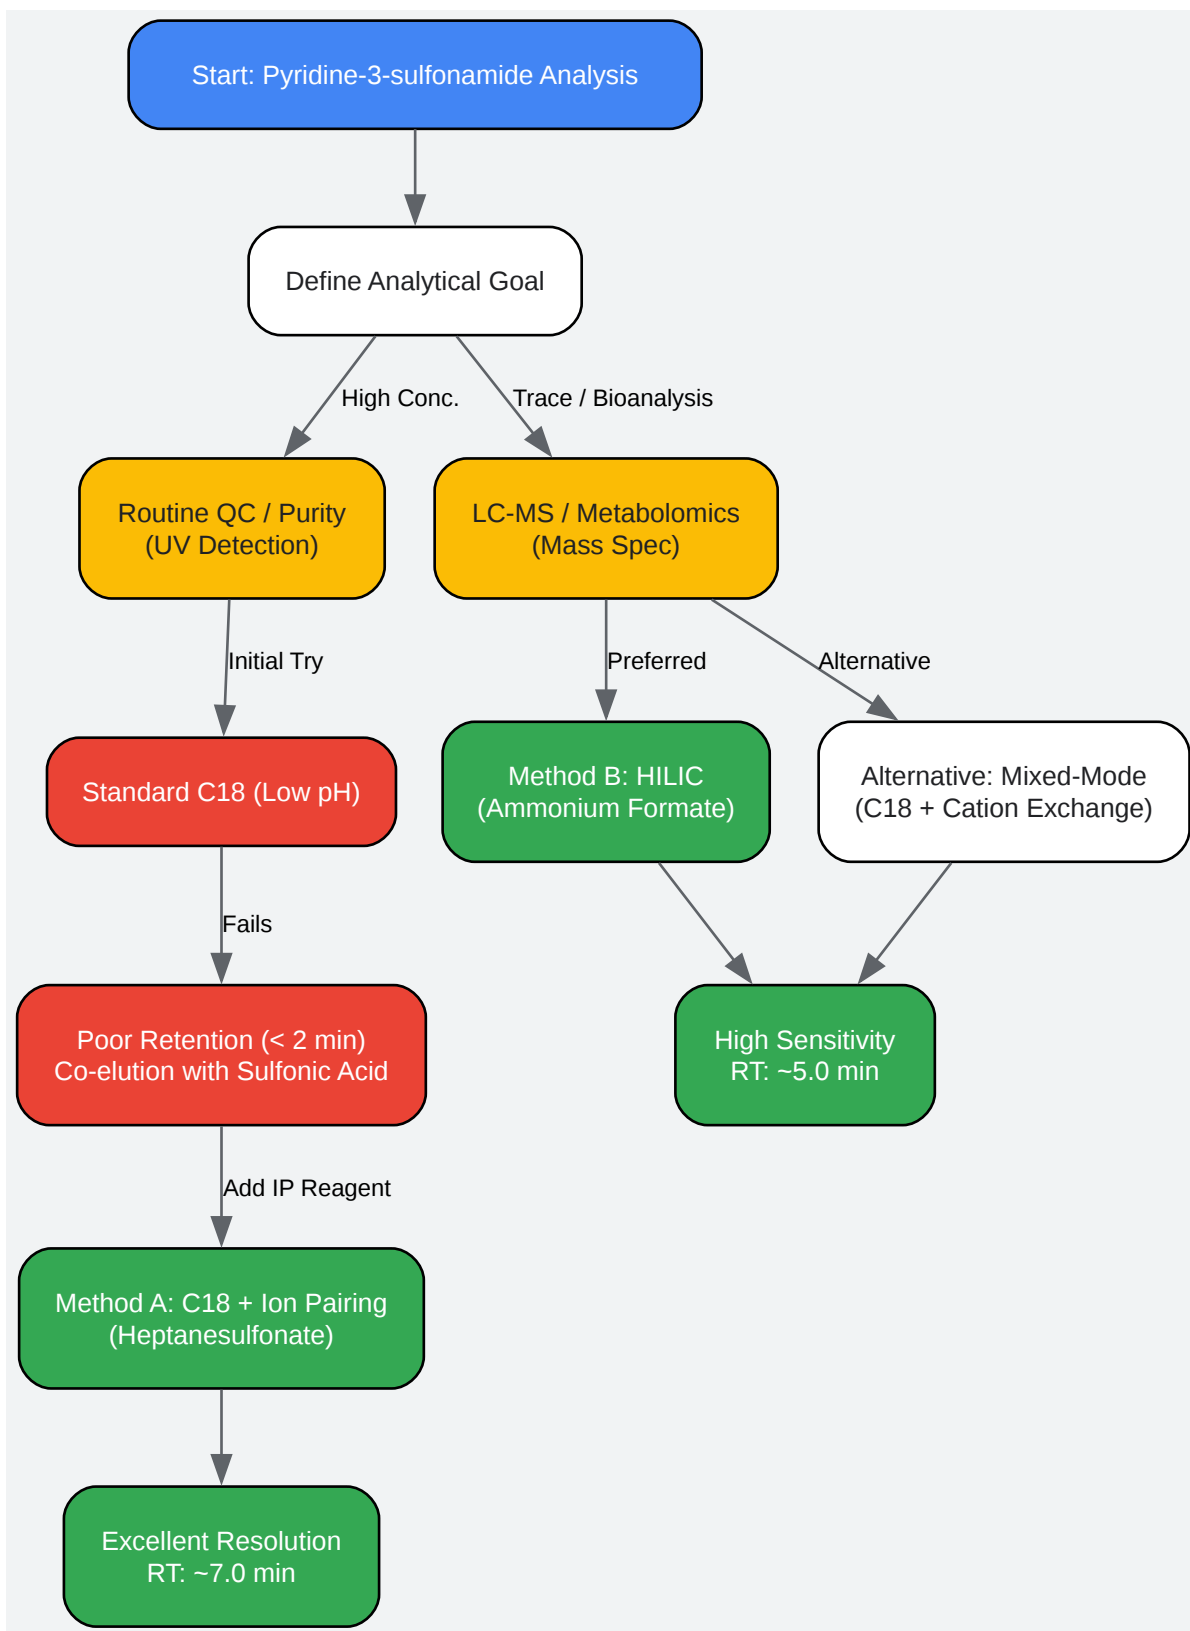 Start: Pyridine-3-sulfonamide Analysis
Define Analytical Goal
High Conc.
Trace / Bioanalysis
Routine QC / Purity
(UV Detection)
LC-MS / Metabolomics
(Mass Spec)
Initial Try
Preferred
Alternative
Standard C18 (Low pH)
Method B: HILIC
(Ammonium Formate)
Alternative: Mixed-Mode
(C18 + Cation Exchange)
Fails
Poor Retention (< 2 min)
Co-elution with Sulfonic Acid
High Sensitivity
RT: ~5.0 min
Add IP Reagent
Method A: C18 + Ion Pairing
(Heptanesulfonate)
Excellent Resolution
RT: ~7.0 min